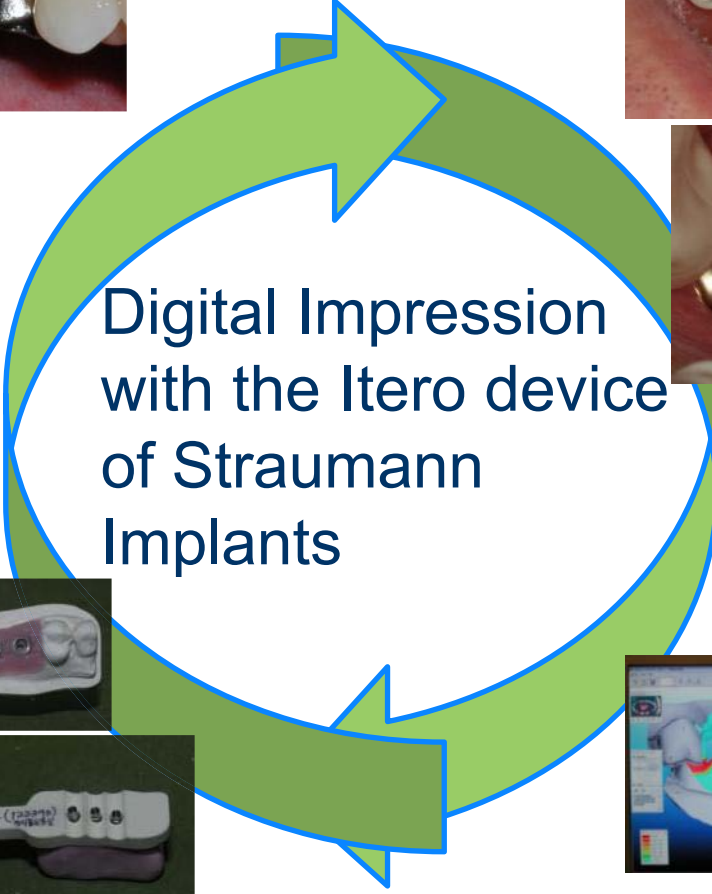 Digital Impression
with the Itero device
of Straumann
Implants